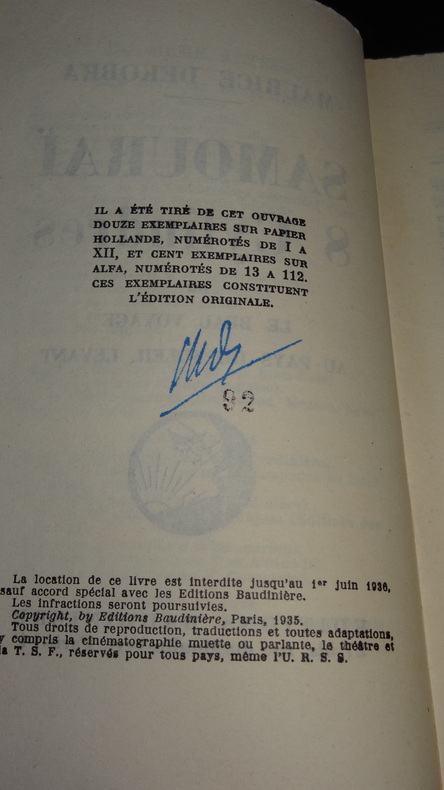 IL A ÉTÉ TIRÉ DE CET OUVRAGE
DOUZE EXEMPLAIRES SUR PAPIER
HOLLANDE, NUMÉROTÉS DE I A
XII, ET CENT EXEMPLAIRES SUR
ALFA, NUMÉROTÉS DE 13 A 112.
CES EXEMPLAIRES CONSTITUENT
L'ÉDITION ORIGINALE.
92
La location de ce livre est interdite jusqu'au 1er juin 1936,
sauf accord spécial avec les Editions Baudinière.
Les infractions seront poursuivies.
Copyright, by Editions Baudinière, Paris, 1935.
Tous droits de reproduction, traductions et toutes adaptations,
y compris la cinématographie muette ou parlante, le théâtre et
la T. S. F., réservés pour tous pays, même l'U. R. S. S.